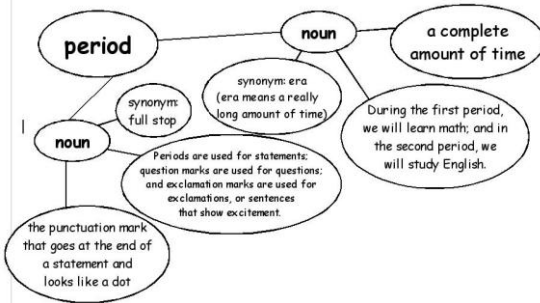 period
noun
a complete
amount of time
synonym: era
(era means a really
long amount of time)
During the first period,
we will learn math; and in
the second period, we
will study English.
synonym:
full stop
noun
Periods are used for statements;
question marks are used for questions;
and exclamation marks are used for
exclamations, or sentences
that show excitement.
the punctuation mark
that goes at the end of
a statement and
looks like a dot